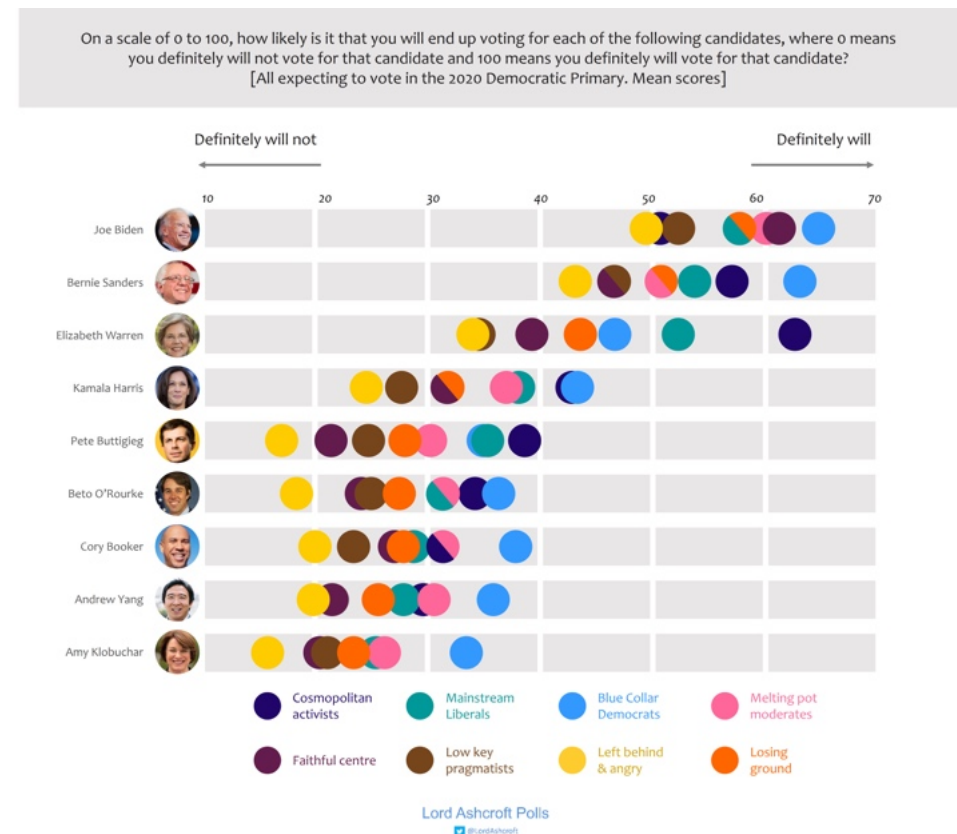 On a scale of 0 to 100, how likely is it that you will end up voting for each of the following candidates, where 0 means
you definitely will not vote for that candidate and 100 means you definitely will vote for that candidate?
[All expecting to vote in the 2020 Democratic Primary. Mean scores]
Definitely will not
Definitely will
10 20 30 40 50 60 70
Joe Biden
Bernie Sanders
Elizabeth Warren
Kamala Harris
Pete Buttigieg
Beto O'Rourke
Cory Booker
Andrew Yang
Amy Klobuchar
Cosmopolitan
activists
Mainstream
Liberals
Blue Collar
Democrats
Melting pot
moderates
Faithful centre
Low key
pragmatists
Left behind
& angry
Losing
ground
Lord Ashcroft Polls
@LordAshcroft